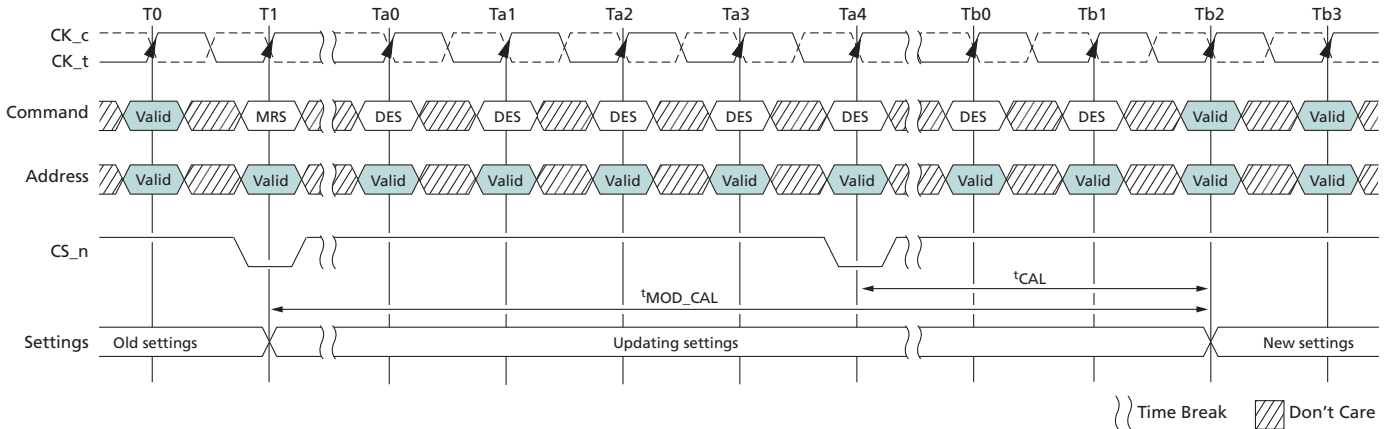 T0 T1 Ta0 Ta1 Ta2 Ta3 Ta4 Tb0 Tb1 Tb2 Tb3
CK_c
CK_t
Command Valid MRS DES DES DES DES DES DES DES Valid Valid
Address Valid Valid Valid Valid Valid Valid Valid Valid Valid Valid Valid
CS_n
tCAL
tMOD_CAL
Settings Old settings Updating settings New settings
Time Break Don't Care